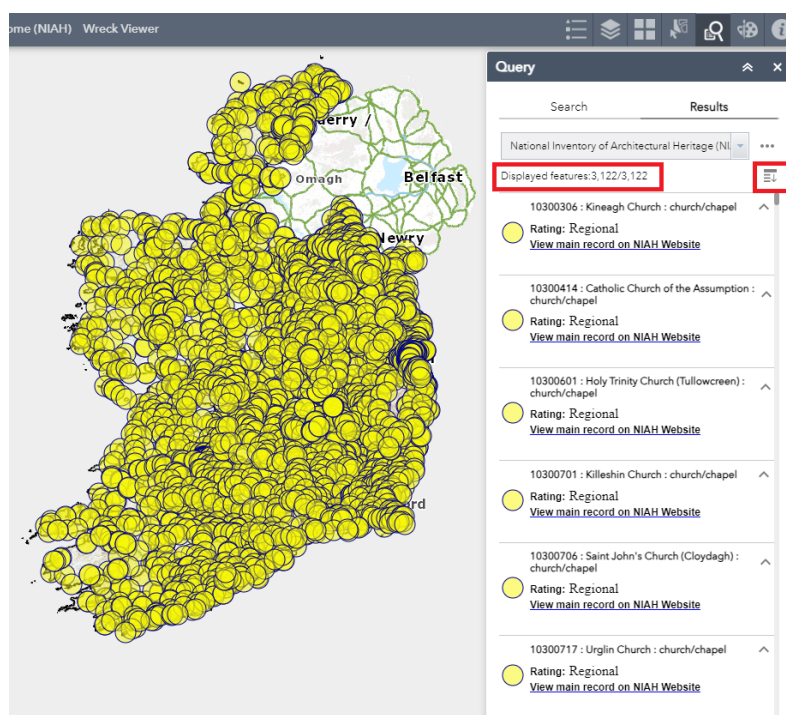 ome (NIAH) Wreck Viewer
Query
Search Results
National Inventory of Architectural Heritage (NI
Displayed features:3,122/3,122
10300306 : Kineagh Church : church/chapel
Rating: Regional
View main record on NIAH Website
10300414 : Catholic Church of the Assumption :
church/chapel
Rating: Regional
View main record on NIAH Website
10300601 : Holy Trinity Church (Tullowcreen) :
church/chapel
Rating: Regional
View main record on NIAH Website
10300701 : Killeshin Church : church/chapel
Rating: Regional
View main record on NIAH Website
10300706 : Saint John's Church (Cloydagh) :
church/chapel
Rating: Regional
View main record on NIAH Website
10300717 : Urglin Church : church/chapel
Rating: Regional
View main record on NIAH Website
erry /
Omagh
Belfast
Newry
rd